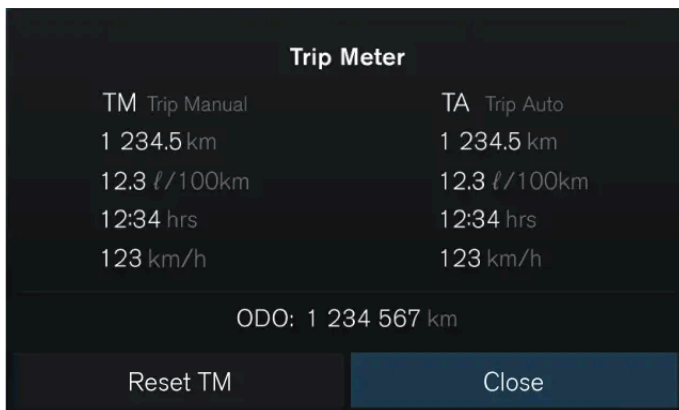 Trip Meter
TM Trip Manual
1 234.5 km
12.3 ℓ/100km
12:34 hrs
123 km/h
TA Trip Auto
1 234.5 km
12.3 ℓ/100km
12:34 hrs
123 km/h
ODO: 1 234 567 km
Reset TM
Close